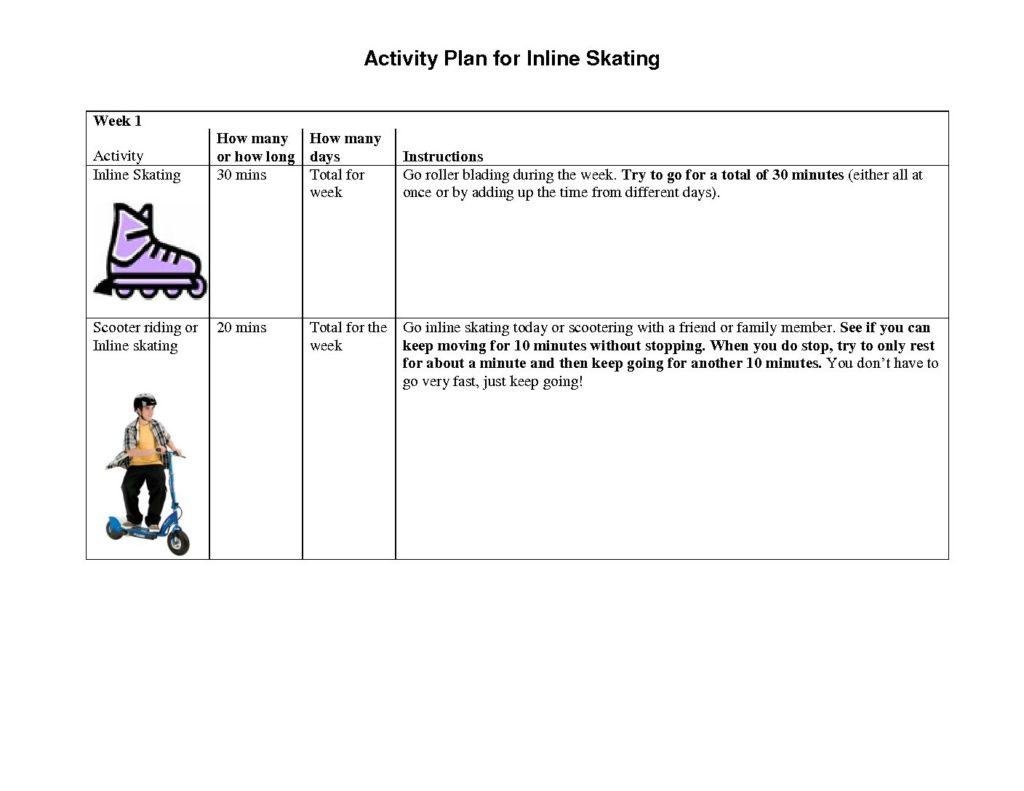 Activity Plan for Inline Skating
Week 1
Activity
How many
or how long
How many
days
Instructions
Inline Skating
30 mins
Total for
week
Go roller blading during the week. Try to go for a total of 30 minutes (either all at
once or by adding up the time from different days).
Scooter riding or
Inline skating
20 mins
Total for the
week
Go inline skating today or scootering with a friend or family member. See if you can
keep moving for 10 minutes without stopping. When you do stop, try to only rest
for about a minute and then keep going for another 10 minutes. You don’t have to
go very fast, just keep going!